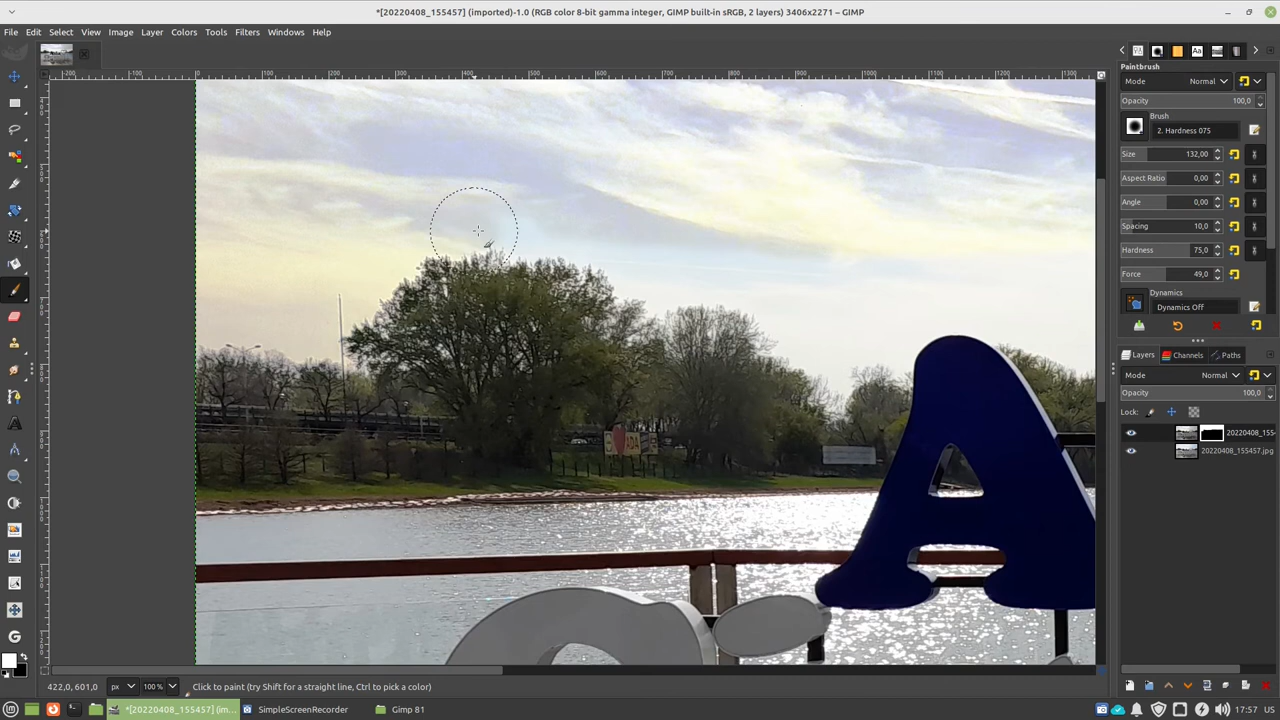 *[20220408_155457] (imported)-1.0 (RGB color 8-bit gamma integer, GIMP built-in sRGB, 2 layers) 3406x2271 – GIMP
File Edit Select View Image Layer Colors Tools Filters Windows Help
Paintbrush
Mode Normal
Opacity 100,0
Brush
2. Hardness 075
Size 132,00
Aspect Ratio 0,00
Angle 0,00
Spacing 10,0
Hardness 75,0
Force 49,0
Dynamics
Dynamics Off
Layers Channels Paths
Mode Normal
Opacity 100,0
Lock:
20220408_155
20220408_155457.jpg
A
422,0, 601,0 px 100 % Click to paint (try Shift for a straight line, Ctrl to pick a color)
*[20220408_155457] (im... SimpleScreenRecorder Gimp 81 17:57 US